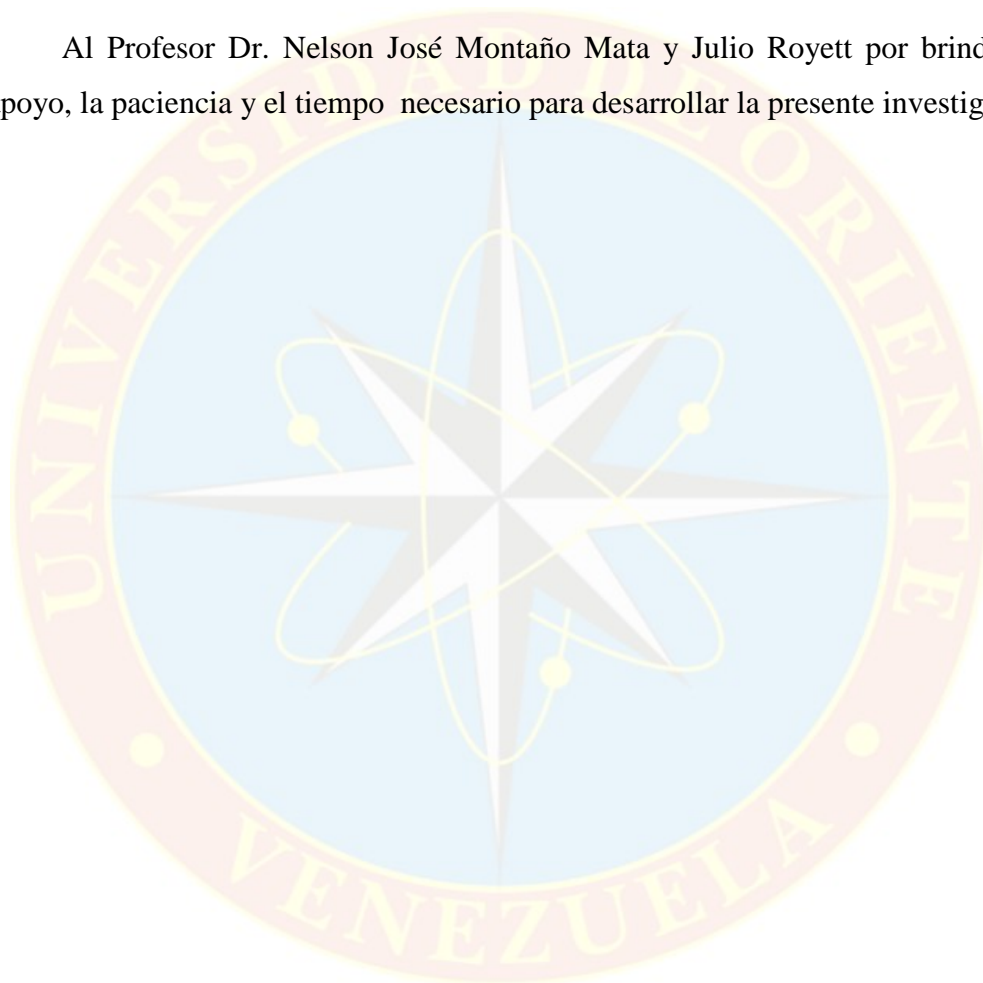 Al Profesor Dr. Nelson José Montaño Mata y Julio Royett por brind
poyo, la paciencia y el tiempo necesario para desarrollar la presente investig
UNIVERSIDAD DE ORIENTE
VENEZUELA